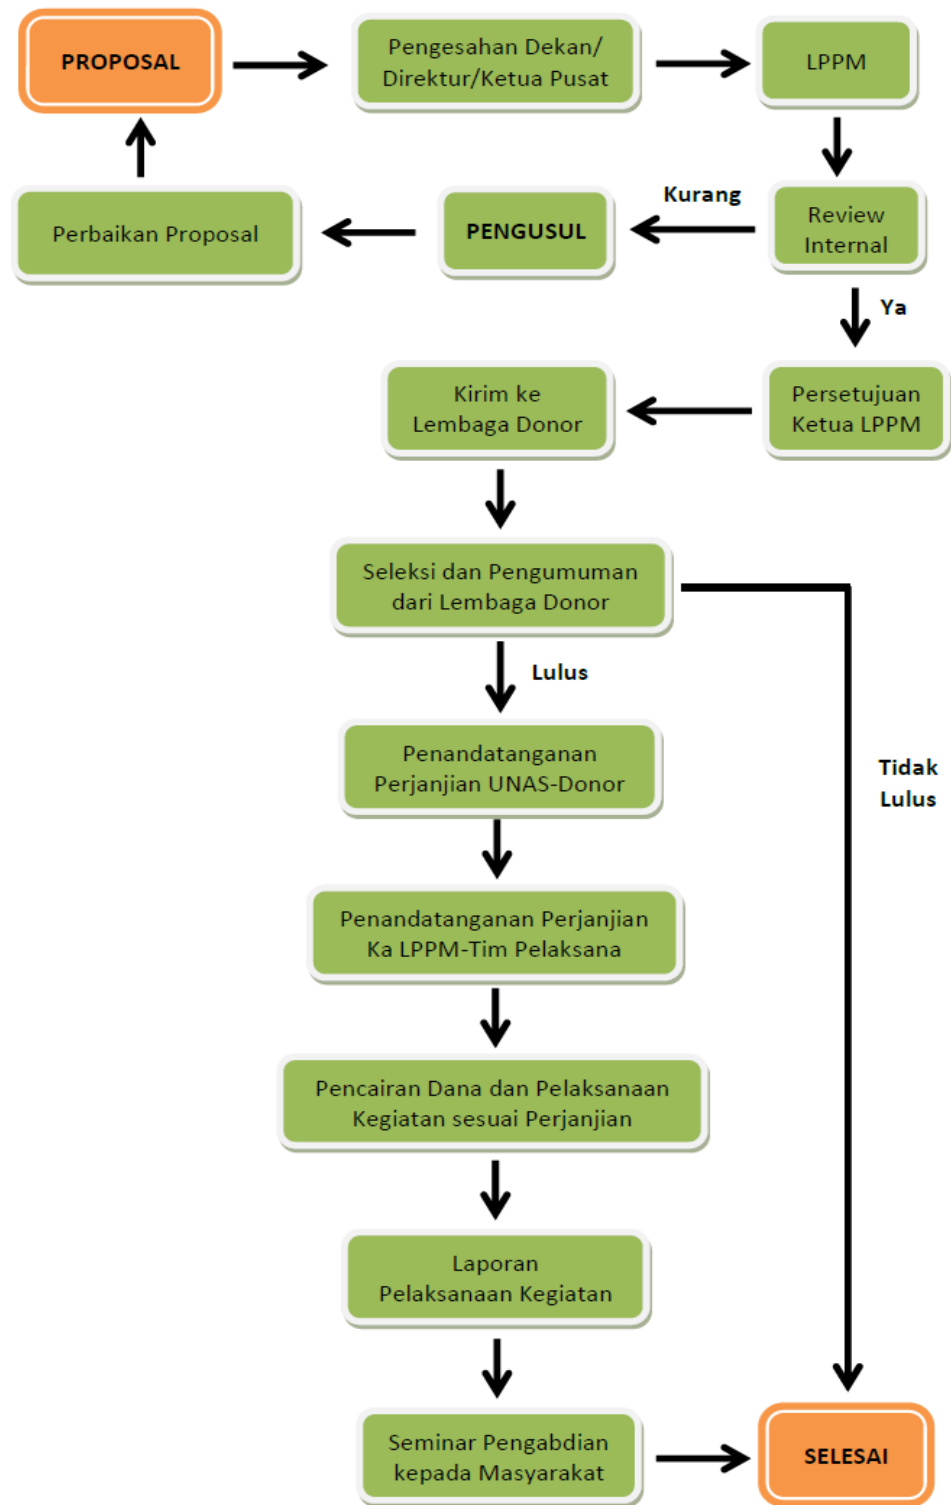 PROPOSAL
Pengesahan Dekan/
Direktur/Ketua Pusat
LPPM
Review
Internal
Kurang
PENGUSUL
Perbaikan Proposal
Ya
Persetujuan
Ketua LPPM
Kirim ke
Lembaga Donor
Seleksi dan Pengumuman
dari Lembaga Donor
Lulus
Tidak
Lulus
Penandatanganan
Perjanjian UNAS-Donor
Penandatanganan Perjanjian
Ka LPPM-Tim Pelaksana
Pencairan Dana dan Pelaksanaan
Kegiatan sesuai Perjanjian
Laporan
Pelaksanaan Kegiatan
Seminar Pengabdian
kepada Masyarakat
SELESAI